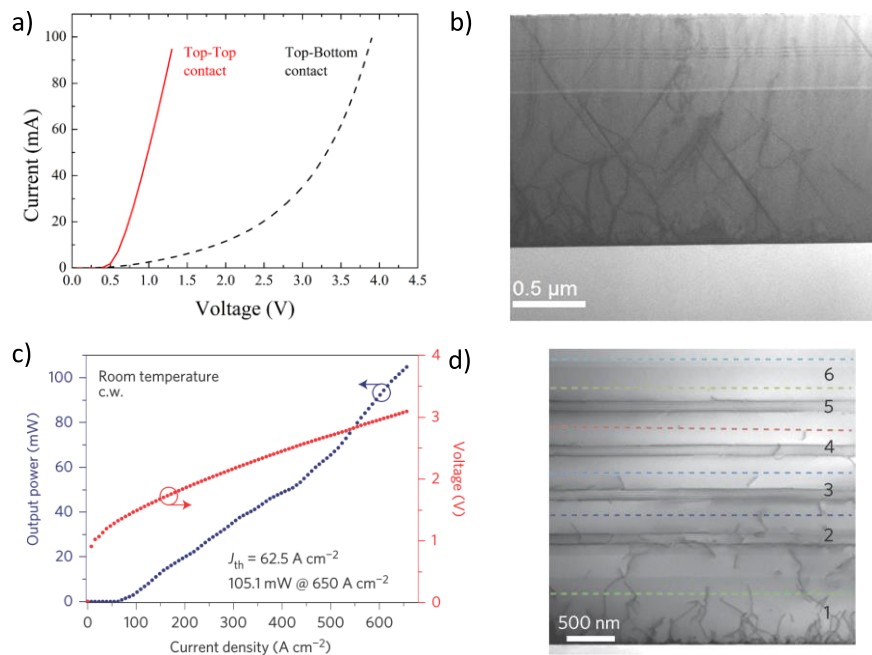 a)
100
80
60
40
20
0
Current (mA)
Top-Top
contact
Top-Bottom
contact
0.0 0.5 1.0 1.5 2.0 2.5 3.0 3.5 4.0 4.5
Voltage (V)
b)
0.5 µm
c)
Room temperature
c.w.
100
80
60
40
20
0
Output power (mW)
4
3
2
1
0
Voltage (V)
J_th = 62.5 A cm⁻²
105.1 mW @ 650 A cm⁻²
0 100 200 300 400 500 600
Current density (A cm⁻²)
d)
6
5
4
3
2
1
500 nm